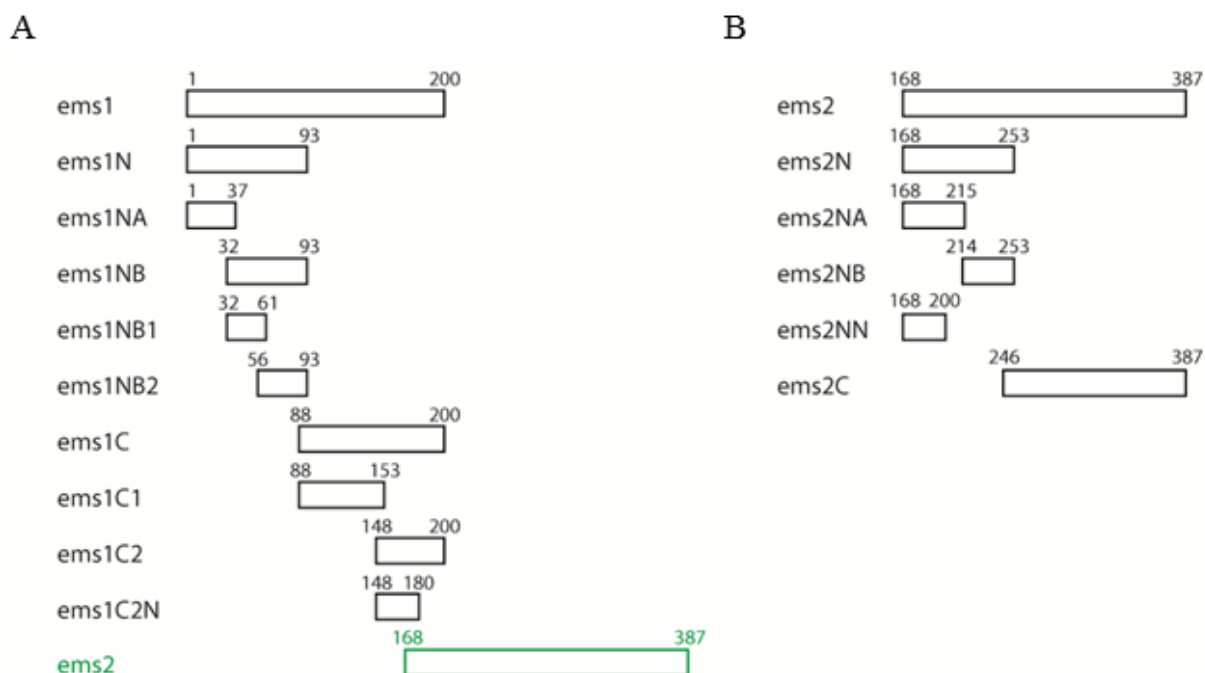 A
1 200
ems1
1 93
ems1N
1 37
ems1NA
32 93
ems1NB
32 61
ems1NB1
56 93
ems1NB2
88 200
ems1C
88 153
ems1C1
148 200
ems1C2
148 180
ems1C2N
168 387
ems2
B
168 387
ems2
168 253
ems2N
168 215
ems2NA
214 253
ems2NB
168 200
ems2NN
246 387
ems2C